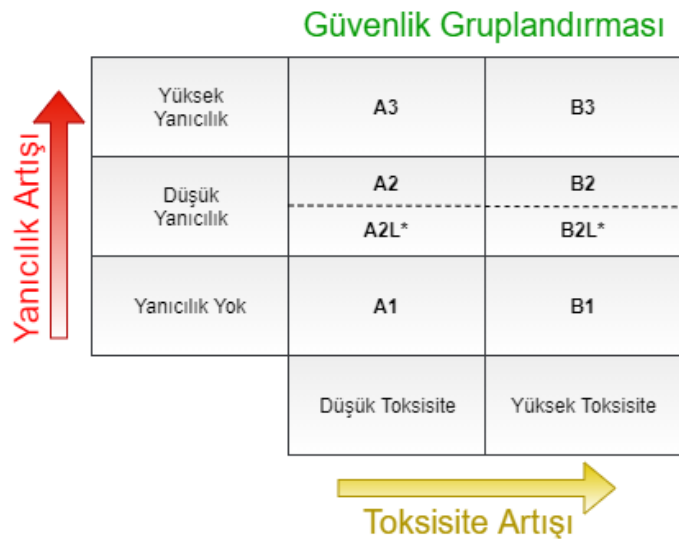 Güvenlik Gruplandırması
Yüksek
Yanıcılık
A3
B3
Düşük
Yanıcılık
A2
B2
A2L*
B2L*
Yanıcılık Yok
A1
B1
Düşük Toksisite
Yüksek Toksisite
Yanıcılık Artışı
Toksisite Artışı